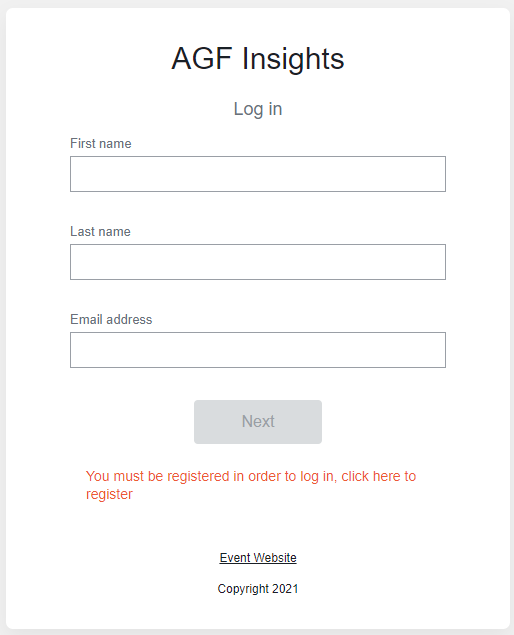 AGF Insights
Log in
First name
Last name
Email address
Next
You must be registered in order to log in, click here to
register
Event Website
Copyright 2021